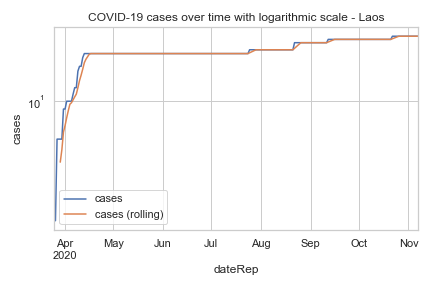 COVID-19 cases over time with logarithmic scale - Laos
10¹
cases
cases
cases (rolling)
Apr May Jun Jul Aug Sep Oct Nov
2020
dateRep